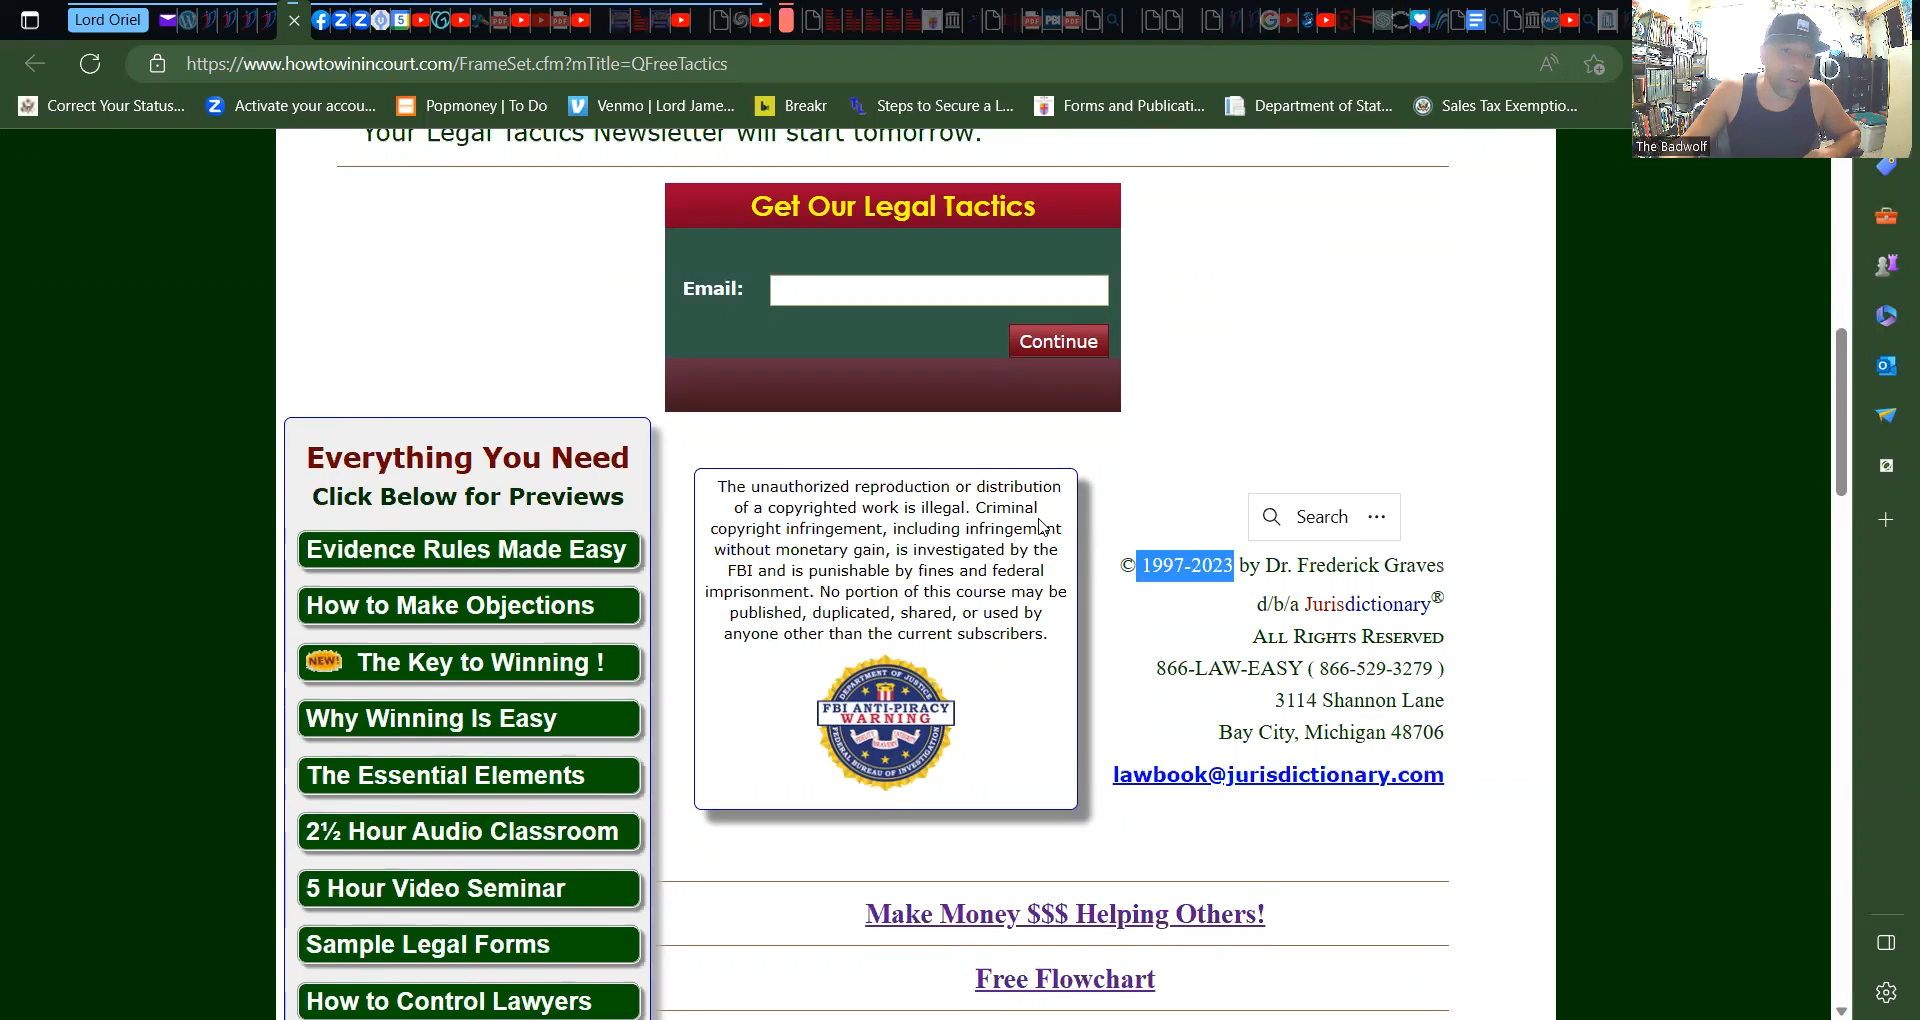 Lord Oriel
https://www.howtowinincourt.com/FrameSet.cfm?mTitle=QFreeTactics
Correct Your Status...
Activate your accou...
Popmoney | To Do
Venmo | Lord Jame...
Breakr
Steps to Secure a L...
Forms and Publicati...
Department of Stat...
Sales Tax Exemptio...
The Badwolf
Your Legal Tactics Newsletter will start tomorrow.
Get Our Legal Tactics
Email:
Continue
Everything You Need
Click Below for Previews
Evidence Rules Made Easy
How to Make Objections
NEW! The Key to Winning !
Why Winning Is Easy
The Essential Elements
2½ Hour Audio Classroom
5 Hour Video Seminar
Sample Legal Forms
How to Control Lawyers
The unauthorized reproduction or distribution
of a copyrighted work is illegal. Criminal
copyright infringement, including infringement
without monetary gain, is investigated by the
FBI and is punishable by fines and federal
imprisonment. No portion of this course may be
published, duplicated, shared, or used by
anyone other than the current subscribers.
DEPARTMENT OF JUSTICE
FBI ANTI-PIRACY
WARNING
FEDERAL BUREAU OF INVESTIGATION
Search ...
© 1997-2023 by Dr. Frederick Graves
d/b/a Jurisdictionary®
ALL RIGHTS RESERVED
866-LAW-EASY ( 866-529-3279 )
3114 Shannon Lane
Bay City, Michigan 48706
lawbook@jurisdictionary.com
Make Money $$$ Helping Others!
Free Flowchart